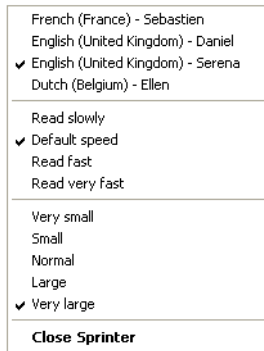 French (France) - Sebastien
English (United Kingdom) - Daniel
English (United Kingdom) - Serena
Dutch (Belgium) - Ellen
Read slowly
Default speed
Read fast
Read very fast
Very small
Small
Normal
Large
Very large
Close Sprinter